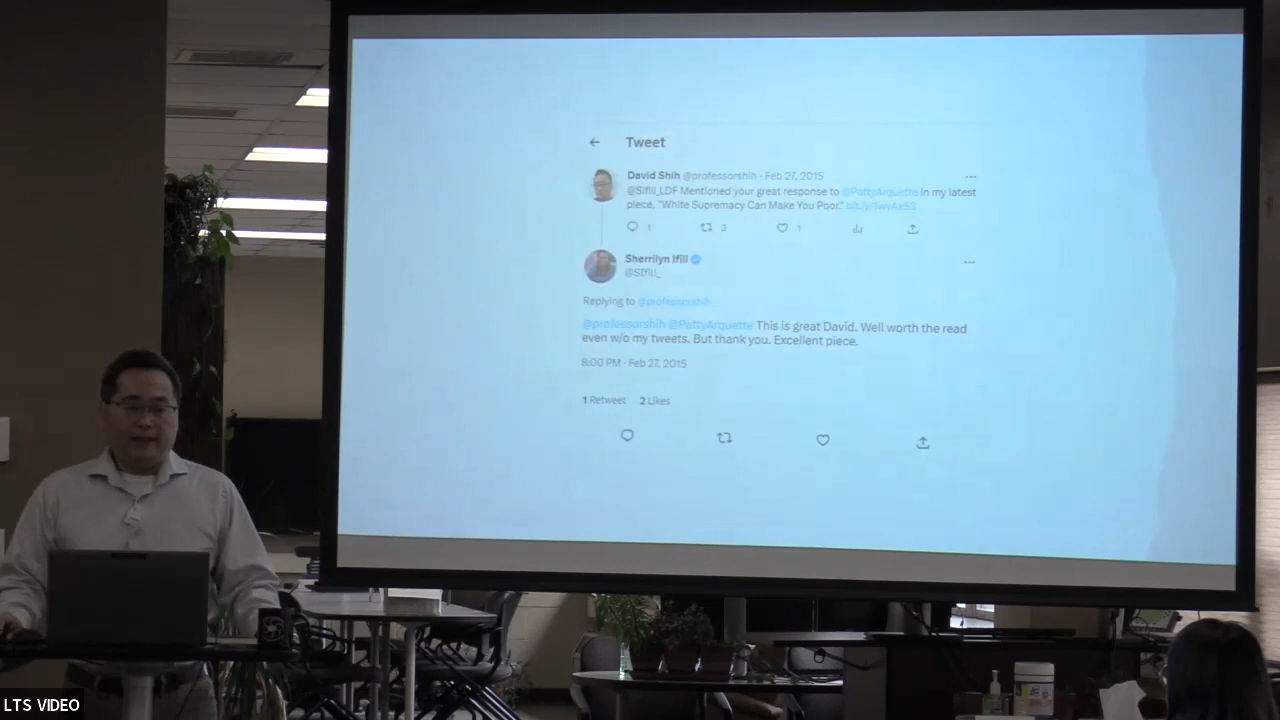 Tweet
David Shih @professorshih · Feb 27, 2015
@SIfill_LDF Mentioned your great response to @PattyArquette In my latest
piece, "White Supremacy Can Make You Poor."
1 3 1
Sherrilyn Ifill
@SIfill_
Replying to @professorshih
@professorshih @PattyArquette This is great David. Well worth the read
even w/o my tweets. But thank you. Excellent piece.
8:00 PM · Feb 27, 2015
1 Retweet 2 Likes
LTS VIDEO